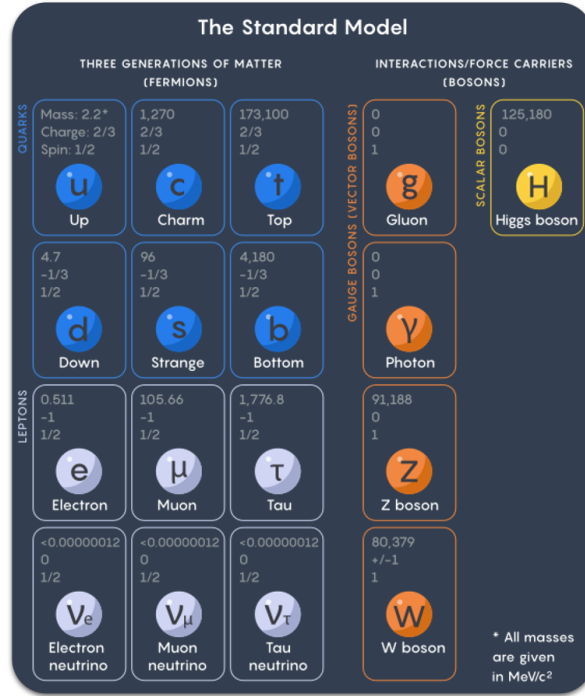 The Standard Model
THREE GENERATIONS OF MATTER
(FERMIONS)
INTERACTIONS/FORCE CARRIERS
(BOSONS)
QUARKS
Mass: 2.2*
Charge: 2/3
Spin: 1/2
u
Up
1,270
2/3
1/2
c
Charm
173,100
2/3
1/2
t
Top
GAUGE BOSONS (VECTOR BOSONS)
0
0
1
g
Gluon
SCALAR BOSONS
125,180
0
0
H
Higgs boson
4.7
-1/3
1/2
d
Down
96
-1/3
1/2
s
Strange
4,180
-1/3
1/2
b
Bottom
0
0
1
γ
Photon
LEPTONS
0.511
-1
1/2
e
Electron
105.66
-1
1/2
μ
Muon
1,776.8
-1
1/2
τ
Tau
91,188
0
1
Z
Z boson
<0.00000012
0
1/2
νe
Electron
neutrino
<0.00000012
0
1/2
νμ
Muon
neutrino
<0.00000012
0
1/2
ντ
Tau
neutrino
80,379
+/-1
1
W
W boson
* All masses
are given
in MeV/c²